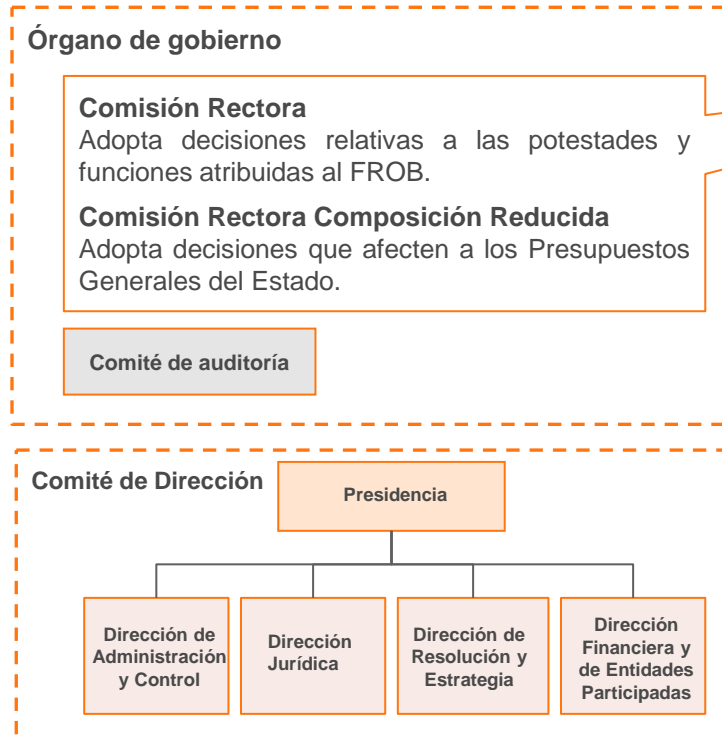 Órgano de gobierno
Comisión Rectora
Adopta decisiones relativas a las potestades y
funciones atribuidas al FROB.
Comisión Rectora Composición Reducida
Adopta decisiones que afecten a los Presupuestos
Generales del Estado.
Comité de auditoría
Comité de Dirección
Presidencia
Dirección de
Administración
y Control
Dirección
Jurídica
Dirección de
Resolución y
Estrategia
Dirección
Financiera y
de Entidades
Participadas